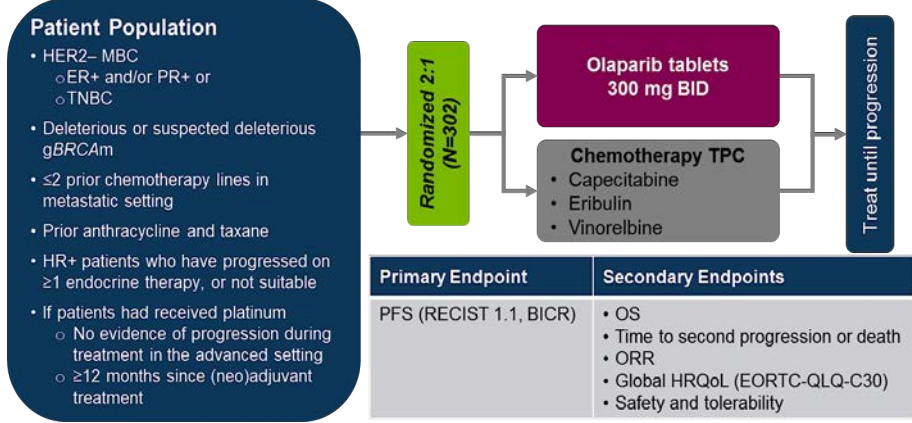 Patient Population
• HER2– MBC
o ER+ and/or PR+ or
o TNBC
• Deleterious or suspected deleterious
gBRCAm
• ≤2 prior chemotherapy lines in
metastatic setting
• Prior anthracycline and taxane
• HR+ patients who have progressed on
≥1 endocrine therapy, or not suitable
• If patients had received platinum
o No evidence of progression during
treatment in the advanced setting
o ≥12 months since (neo)adjuvant
treatment
Randomized 2:1
(N=302)
Olaparib tablets
300 mg BID
Chemotherapy TPC
• Capecitabine
• Eribulin
• Vinorelbine
Treat until progression
Primary Endpoint
PFS (RECIST 1.1, BICR)
Secondary Endpoints
• OS
• Time to second progression or death
• ORR
• Global HRQoL (EORTC-QLQ-C30)
• Safety and tolerability